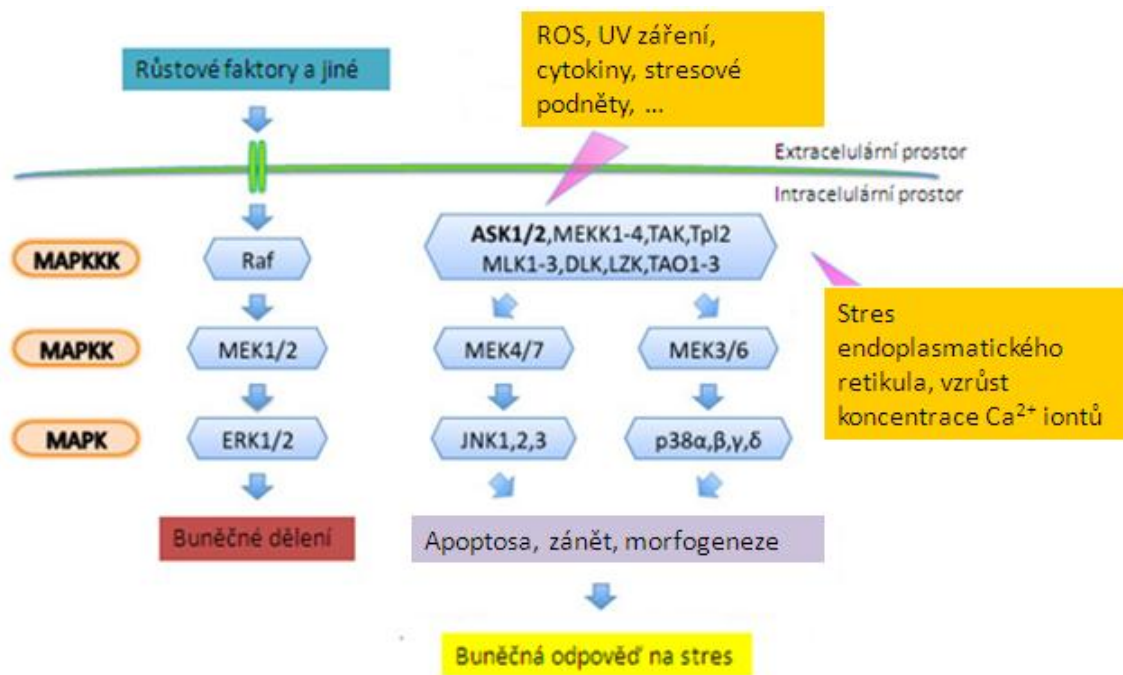 ROS, UV záření,
cytokiny, stresové
podněty, ...
Růstové faktory a jiné
Extracelulární prostor
Intracelulární prostor
MAPKKK
Raf
ASK1/2,MEKK1-4,TAK,Tpl2
MLK1-3,DLK,LZK,TAO1-3
Stres
endoplasmatického
retikula, vzrůst
koncentrace Ca²⁺ iontů
MAPKK
MEK1/2
MEK4/7
MEK3/6
MAPK
ERK1/2
JNK1,2,3
p38α,β,γ,δ
Buněčné dělení
Apoptosa, zánět, morfogeneze
Buněčná odpověď na stres